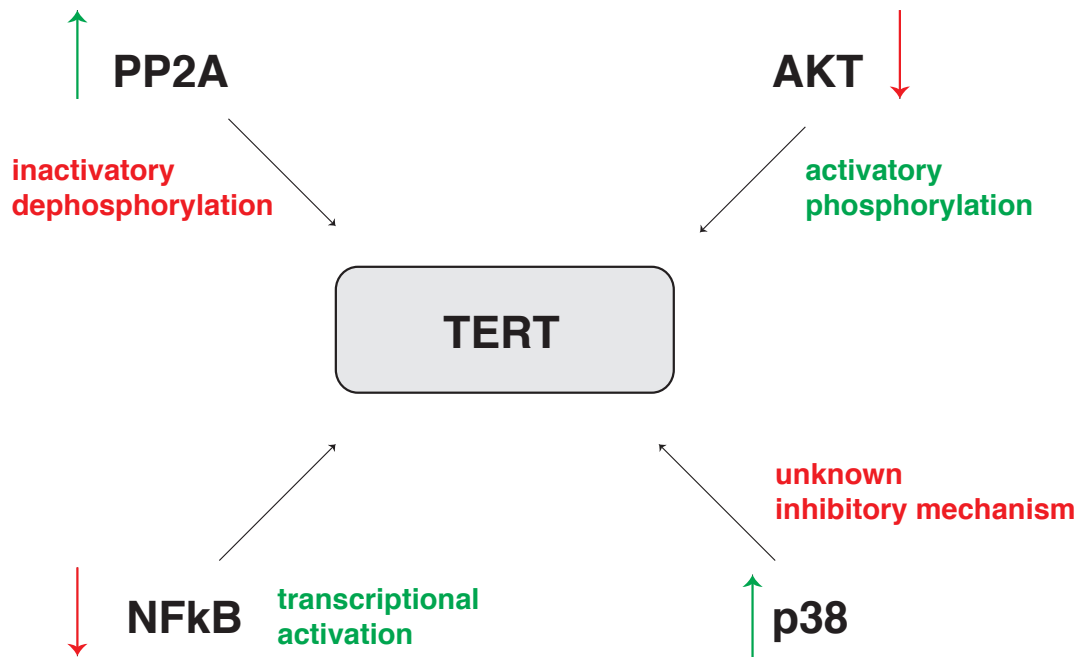 PP2A
AKT
inactivatory
dephosphorylation
activatory
phosphorylation
TERT
unknown
inhibitory mechanism
NFkB
transcriptional
activation
p38